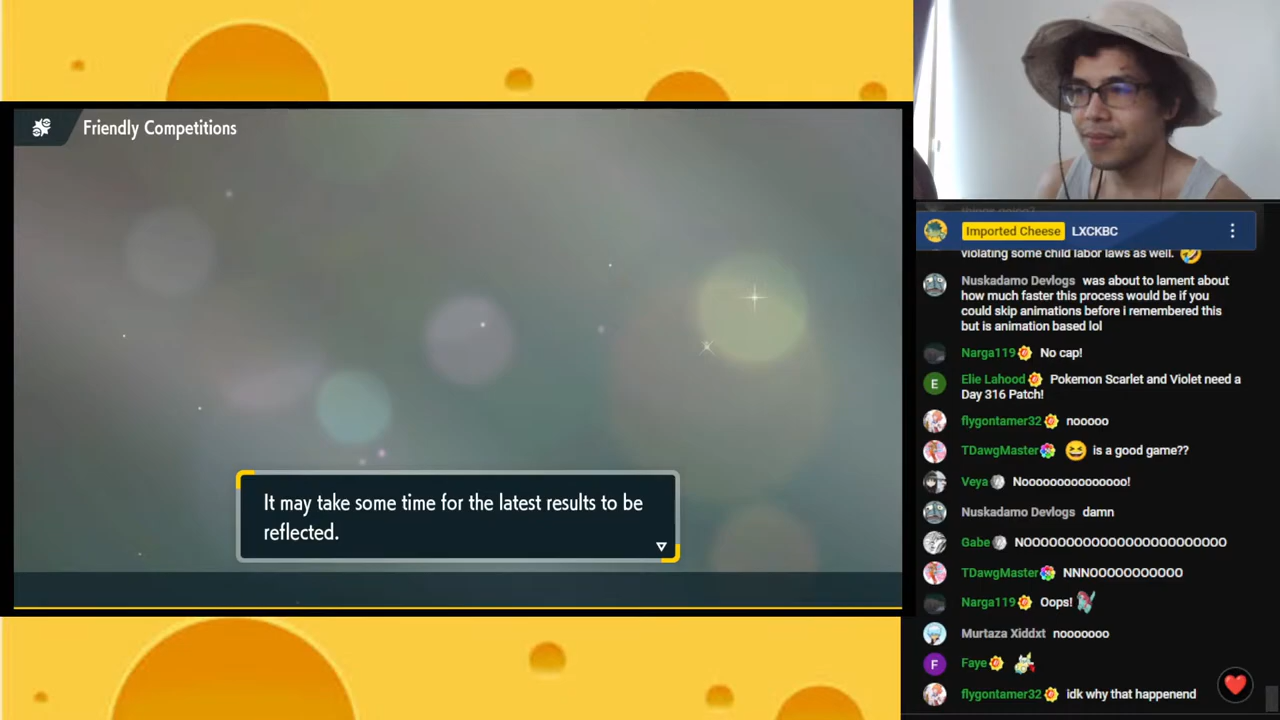 Friendly Competitions
It may take some time for the latest results to be
reflected.
Imported Cheese LXCKBC
violating some child labor laws as well. 🤣
Nuskadamo Devlogs was about to lament about
how much faster this process would be if you
could skip animations before i remembered this
but is animation based lol
Narga119 No cap!
E
Elie Lahood Pokemon Scarlet and Violet need a
Day 316 Patch!
flygontamer32 nooooo
TDawgMaster 😆 is a good game??
Veya Nooooooooooooooo!
Nuskadamo Devlogs damn
Gabe NOOOOOOOOOOOOOOOOOOOOOOOO
TDawgMaster NNNOOOOOOOOOOO
Narga119 Oops!
Murtaza Xiddxt nooooooo
F
Faye
flygontamer32 idk why that happenend